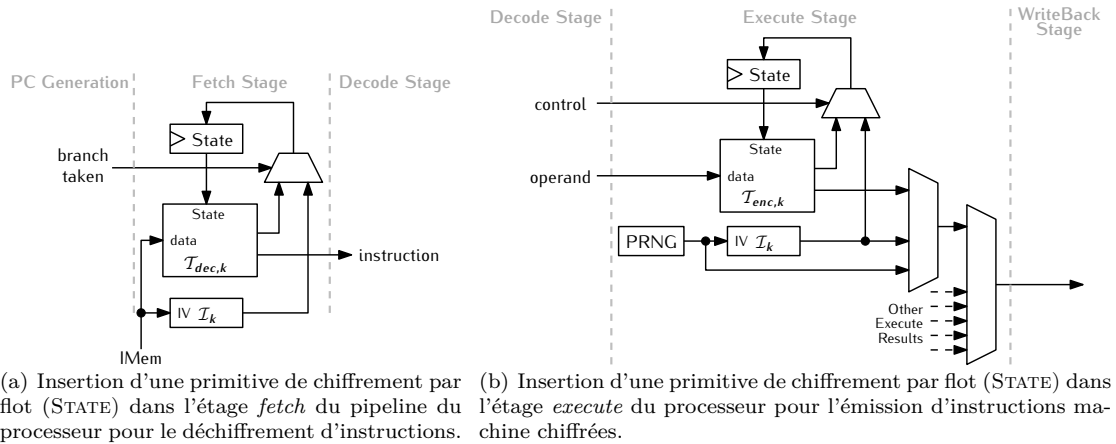 PC Generation
Fetch Stage
Decode Stage
State
branch
taken
State
data
𝒯dec,k
instruction
IV ℐk
IMem
(a) Insertion d'une primitive de chiffrement par
flot (STATE) dans l'étage fetch du pipeline du
processeur pour le déchiffrement d'instructions.
Decode Stage
Execute Stage
WriteBack
Stage
State
control
State
data
operand
𝒯enc,k
PRNG
IV ℐk
Other
Execute
Results
(b) Insertion d'une primitive de chiffrement par flot (STATE) dans
l'étage execute du processeur pour l'émission d'instructions ma-
chine chiffrées.